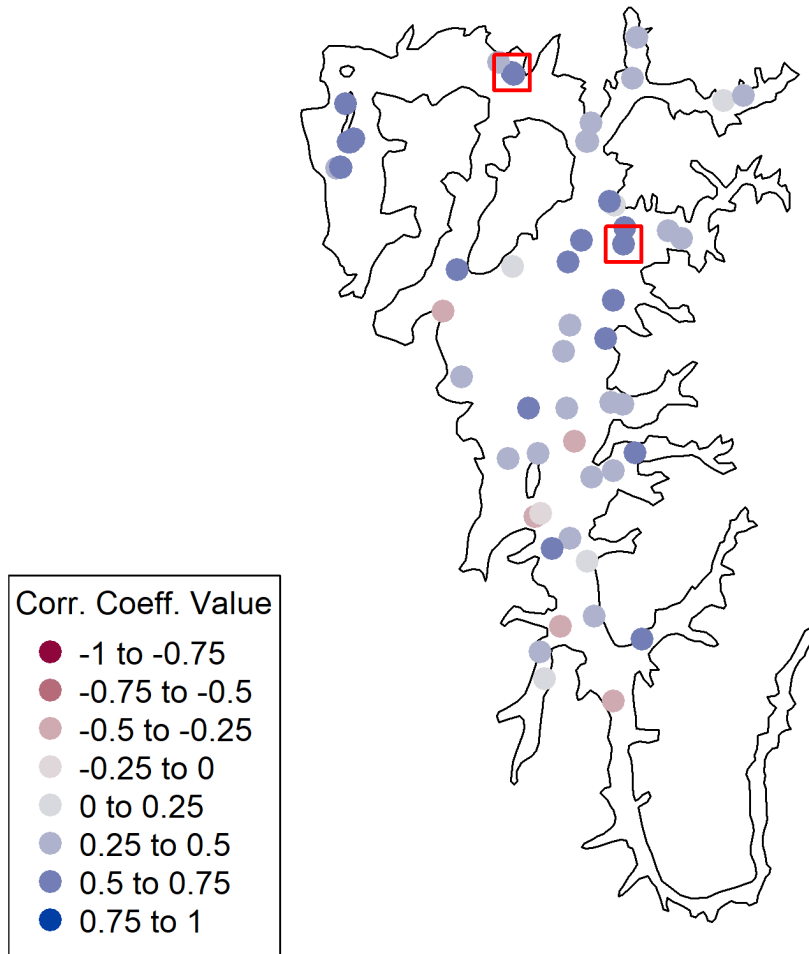 Corr. Coeff. Value
-1 to -0.75
-0.75 to -0.5
-0.5 to -0.25
-0.25 to 0
0 to 0.25
0.25 to 0.5
0.5 to 0.75
0.75 to 1